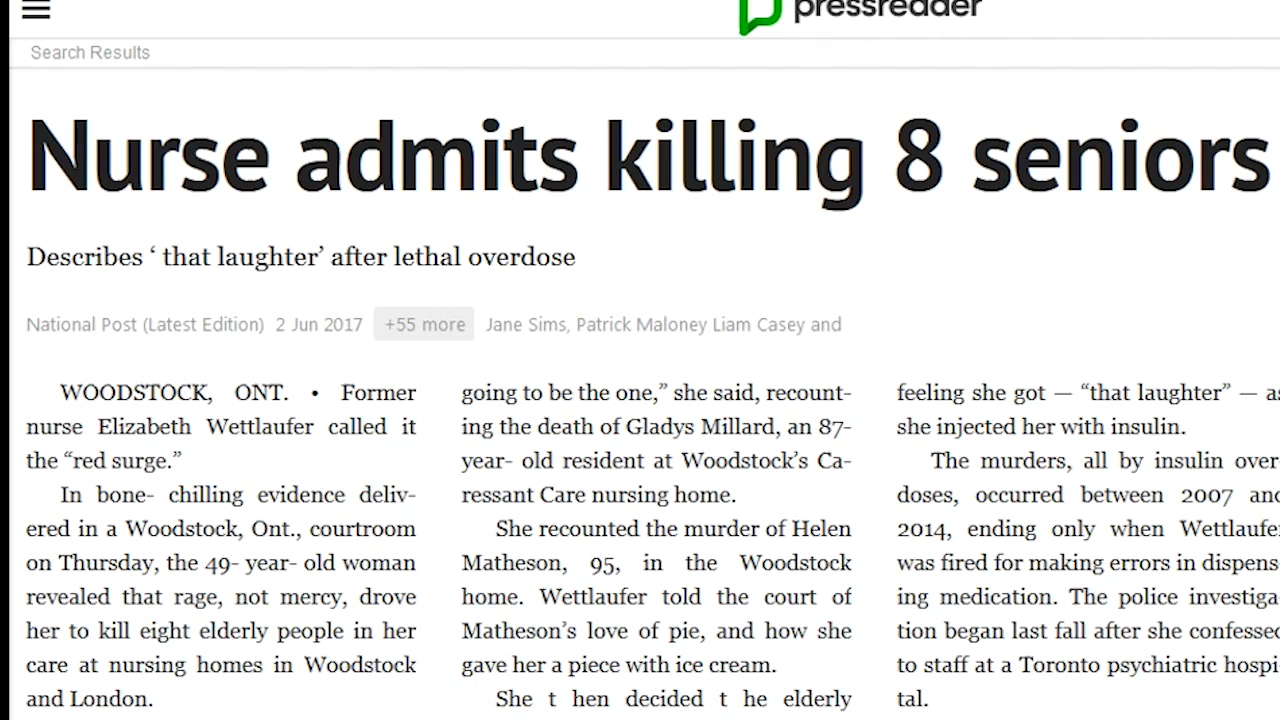 pressreader
Search Results
Nurse admits killing 8 seniors
Describes ‘ that laughter’ after lethal overdose
National Post (Latest Edition) 2 Jun 2017 +55 more Jane Sims, Patrick Maloney Liam Casey and
WOODSTOCK, ONT. • Former
nurse Elizabeth Wettlaufer called it
the “red surge.”
In bone- chilling evidence deliv-
ered in a Woodstock, Ont., courtroom
on Thursday, the 49- year- old woman
revealed that rage, not mercy, drove
her to kill eight elderly people in her
care at nursing homes in Woodstock
and London.
going to be the one,” she said, recount-
ing the death of Gladys Millard, an 87-
year- old resident at Woodstock’s Ca-
ressant Care nursing home.
She recounted the murder of Helen
Matheson, 95, in the Woodstock
home. Wettlaufer told the court of
Matheson’s love of pie, and how she
gave her a piece with ice cream.
She t hen decided t he elderly
feeling she got — “that laughter” — as
she injected her with insulin.
The murders, all by insulin over-
doses, occurred between 2007 and
2014, ending only when Wettlaufer
was fired for making errors in dispens-
ing medication. The police investiga-
tion began last fall after she confessed
to staff at a Toronto psychiatric hospi-
tal.